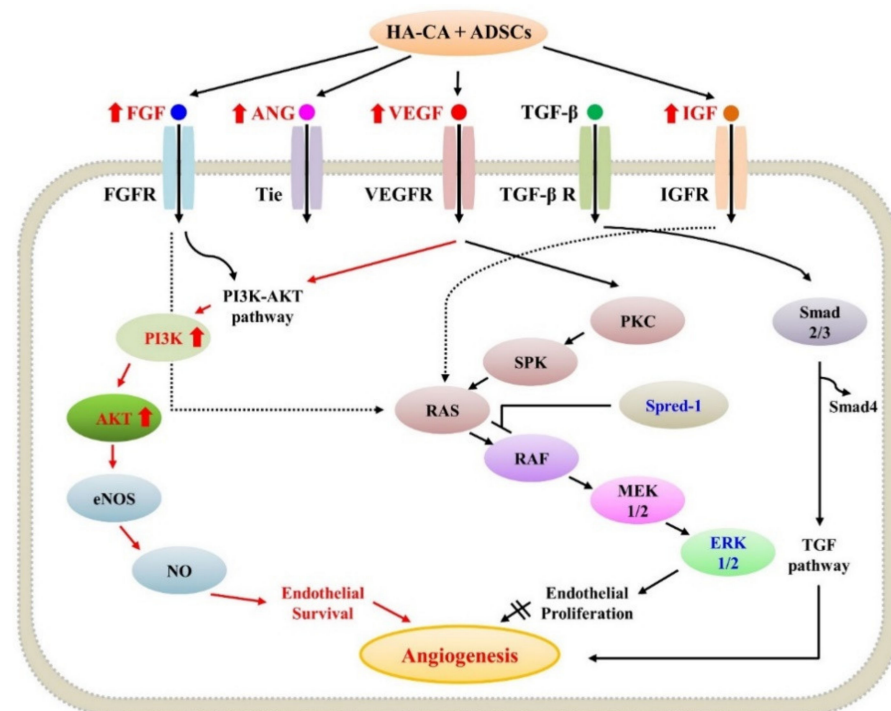 HA-CA + ADSCs
FGF
ANG
VEGF
TGF-β
IGF
FGFR
Tie
VEGFR
TGF-β R
IGFR
PI3K-AKT
pathway
PI3K
PKC
Smad
2/3
SPK
AKT
RAS
Spred-1
Smad4
RAF
eNOS
MEK
1/2
ERK
1/2
TGF
pathway
NO
Endothelial
Survival
Endothelial
Proliferation
Angiogenesis